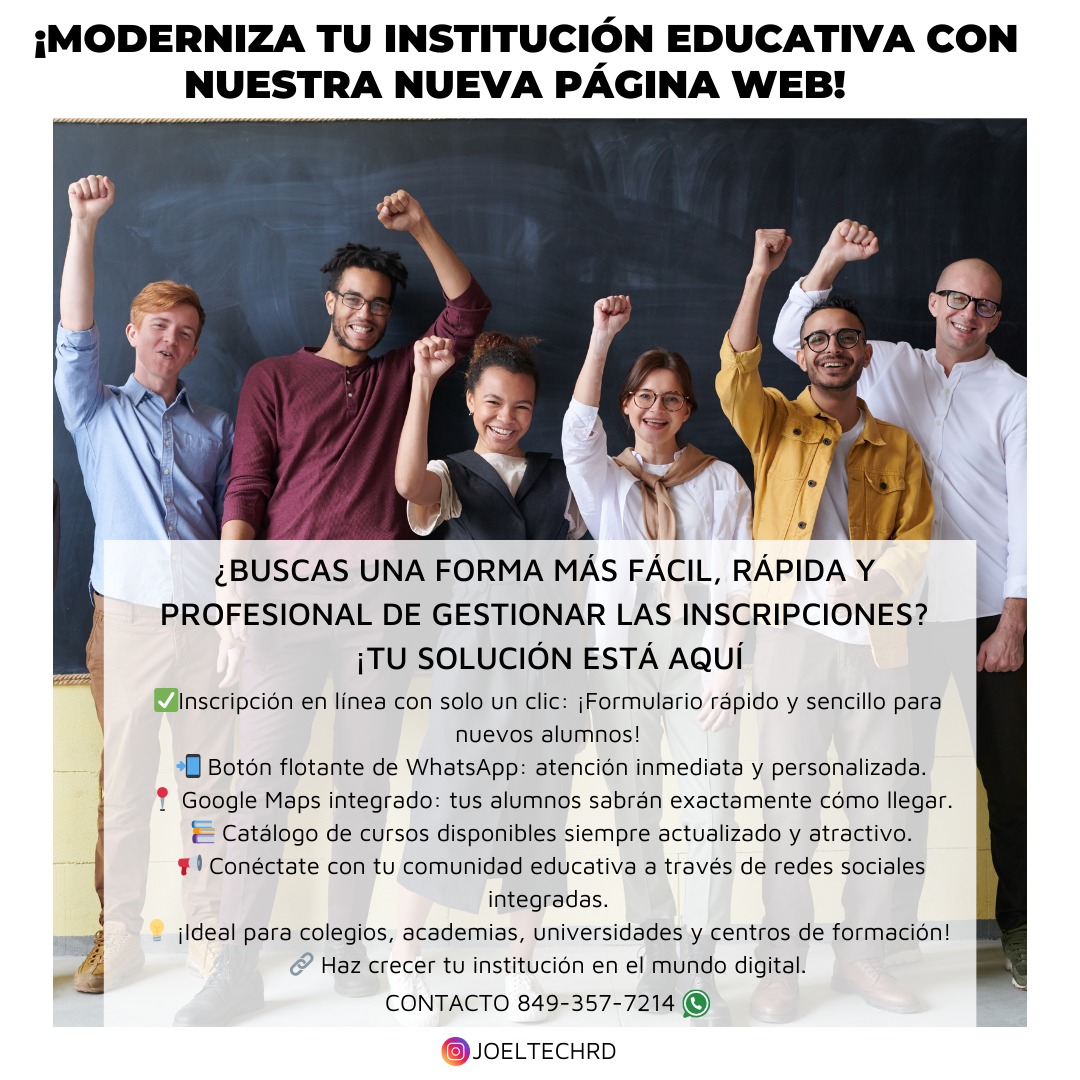 ¡MODERNIZA TU INSTITUCIÓN EDUCATIVA CON
NUESTRA NUEVA PÁGINA WEB!
¿BUSCAS UNA FORMA MÁS FÁCIL, RÁPIDA Y
PROFESIONAL DE GESTIONAR LAS INSCRIPCIONES?
¡TU SOLUCIÓN ESTÁ AQUÍ
✅Inscripción en línea con solo un clic: ¡Formulario rápido y sencillo para
nuevos alumnos!
📲 Botón flotante de WhatsApp: atención inmediata y personalizada.
📍 Google Maps integrado: tus alumnos sabrán exactamente cómo llegar.
📚 Catálogo de cursos disponibles siempre actualizado y atractivo.
📢 Conéctate con tu comunidad educativa a través de redes sociales
integradas.
💡 ¡Ideal para colegios, academias, universidades y centros de formación!
🔗 Haz crecer tu institución en el mundo digital.
CONTACTO 849-357-7214
JOELTECHRD